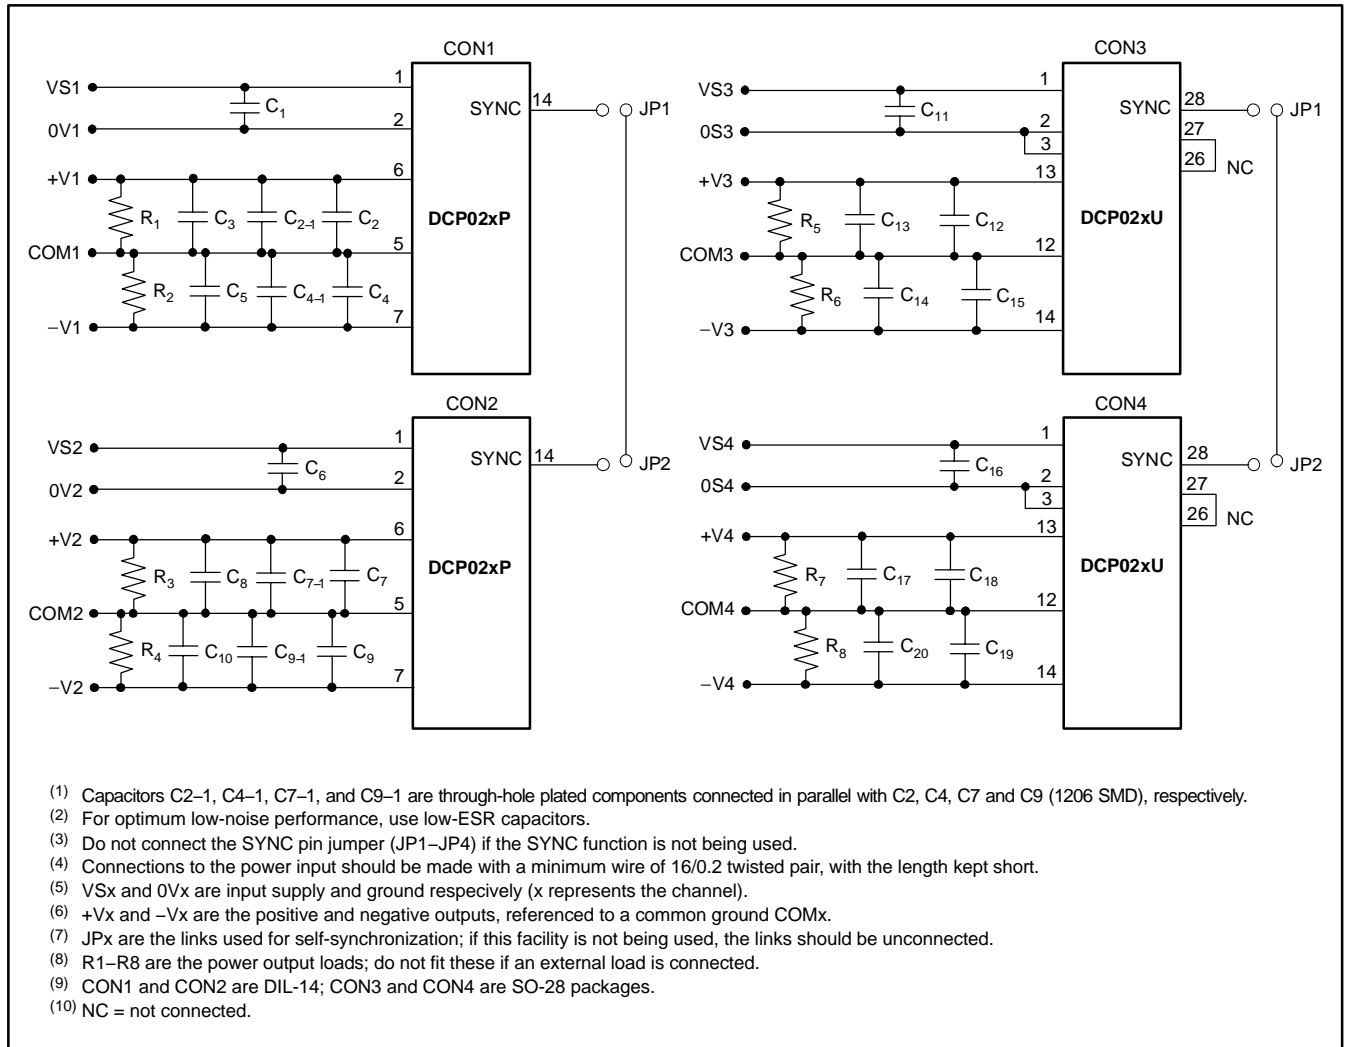 CON1
VS1
1
C1
SYNC
14
JP1
0V1
2
+V1
6
R1
C3
C2–1
C2
DCP02xP
COM1
5
R2
C5
C4–1
C4
−V1
7
CON2
VS2
1
C6
SYNC
14
JP2
0V2
2
+V2
6
R3
C8
C7–1
C7
DCP02xP
COM2
5
R4
C10
C9–1
C9
−V2
7
CON3
VS3
1
C11
SYNC
28
JP1
0S3
2
3
27
26
NC
+V3
13
R5
C13
C12
DCP02xU
COM3
12
R6
C14
C15
−V3
14
CON4
VS4
1
C16
SYNC
28
JP2
0S4
2
3
27
26
NC
+V4
13
R7
C17
C18
DCP02xU
COM4
12
R8
C20
C19
−V4
14
(1) Capacitors C2–1, C4–1, C7–1, and C9–1 are through-hole plated components connected in parallel with C2, C4, C7 and C9 (1206 SMD), respectively.
(2) For optimum low-noise performance, use low-ESR capacitors.
(3) Do not connect the SYNC pin jumper (JP1–JP4) if the SYNC function is not being used.
(4) Connections to the power input should be made with a minimum wire of 16/0.2 twisted pair, with the length kept short.
(5) VSx and 0Vx are input supply and ground respecively (x represents the channel).
(6) +Vx and −Vx are the positive and negative outputs, referenced to a common ground COMx.
(7) JPx are the links used for self-synchronization; if this facility is not being used, the links should be unconnected.
(8) R1–R8 are the power output loads; do not fit these if an external load is connected.
(9) CON1 and CON2 are DIL-14; CON3 and CON4 are SO-28 packages.
(10) NC = not connected.